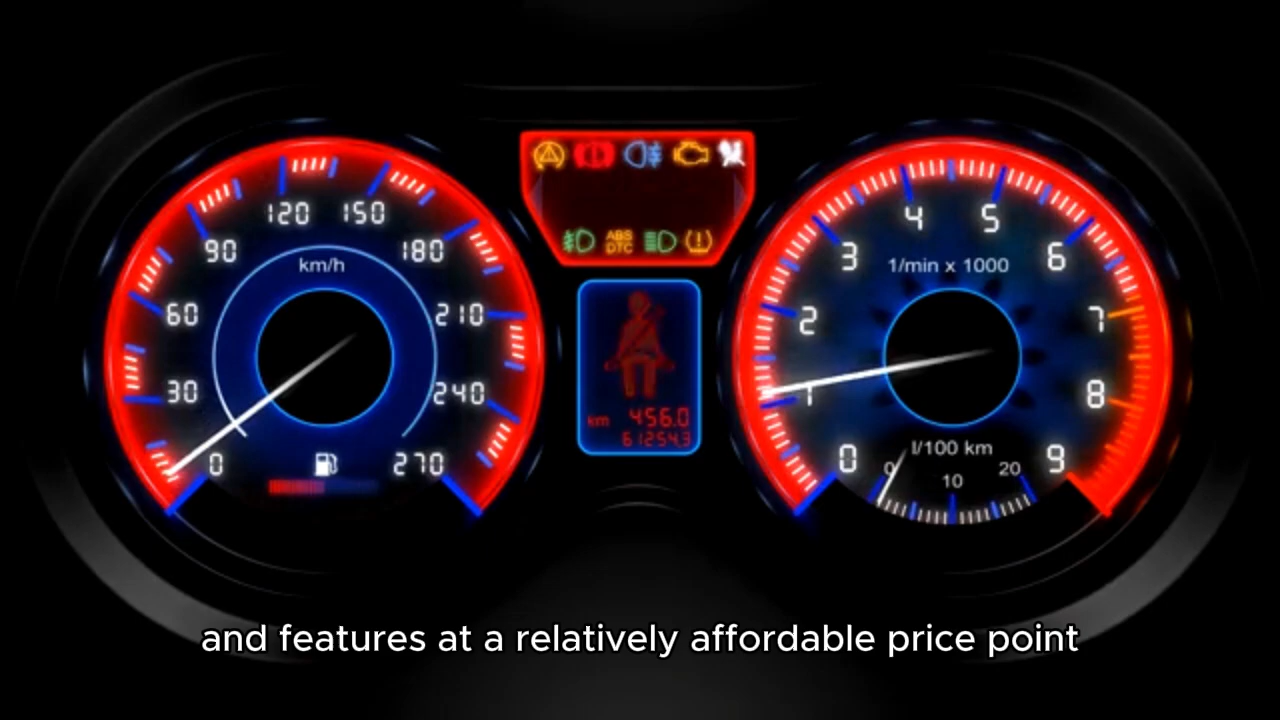 120 150
90 180
km/h
60 210
30 240
0 270
ABS
DTC
km 456.0
61254.3
4 5
3 6
1/min x 1000
2 7
1 8
0 9
l/100 km
0 10 20
and features at a relatively affordable price point